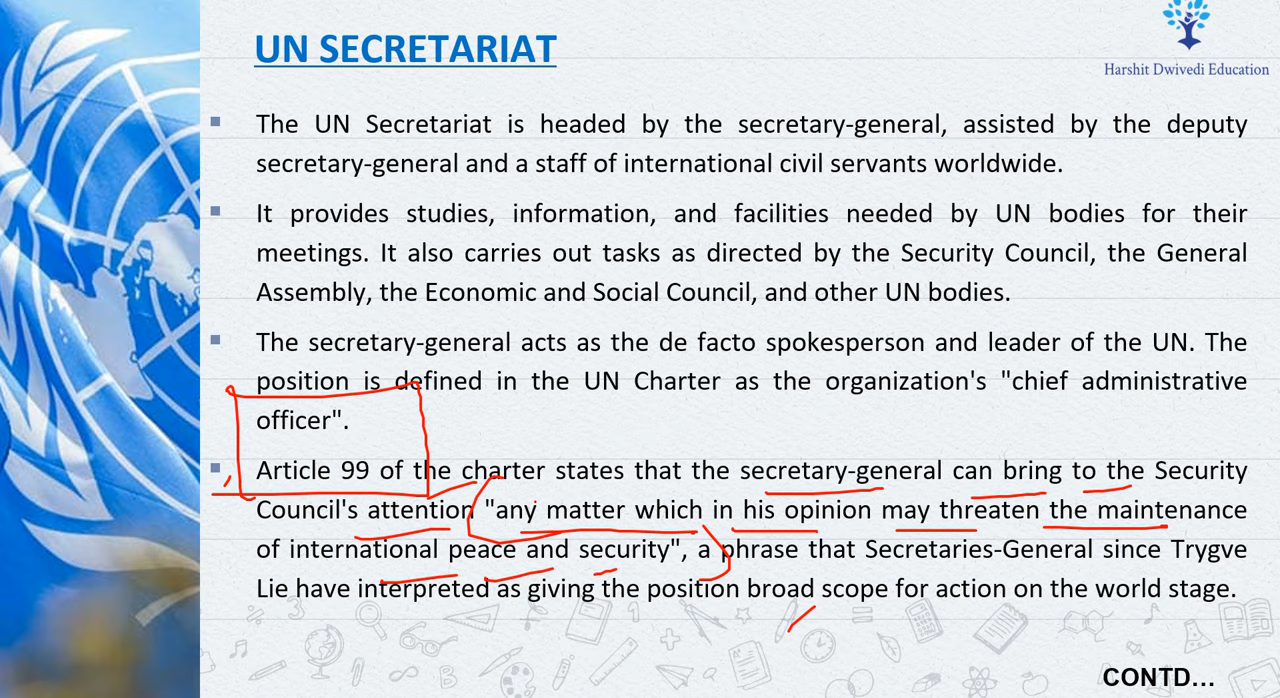 UN SECRETARIAT
Harshit Dwivedi Education
▪ The UN Secretariat is headed by the secretary-general, assisted by the deputy
secretary-general and a staff of international civil servants worldwide.
▪ It provides studies, information, and facilities needed by UN bodies for their
meetings. It also carries out tasks as directed by the Security Council, the General
Assembly, the Economic and Social Council, and other UN bodies.
▪ The secretary-general acts as the de facto spokesperson and leader of the UN. The
position is defined in the UN Charter as the organization's "chief administrative
officer".
▪ Article 99 of the charter states that the secretary-general can bring to the Security
Council's attention "any matter which in his opinion may threaten the maintenance
of international peace and security", a phrase that Secretaries-General since Trygve
Lie have interpreted as giving the position broad scope for action on the world stage.
CONTD...